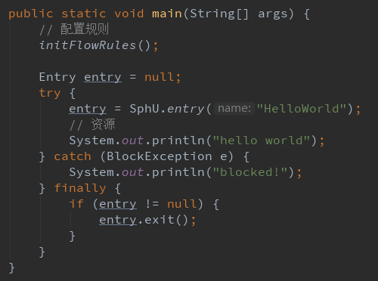 public static void main(String[] args) {
    // 配置规则
    initFlowRules();

    Entry entry = null;
    try {
        entry = SphU.entry( name: "HelloWorld");
        // 资源
        System.out.println("hello world");
    } catch (BlockException e) {
        System.out.println("blocked!");
    } finally {
        if (entry != null) {
            entry.exit();
        }
    }
}